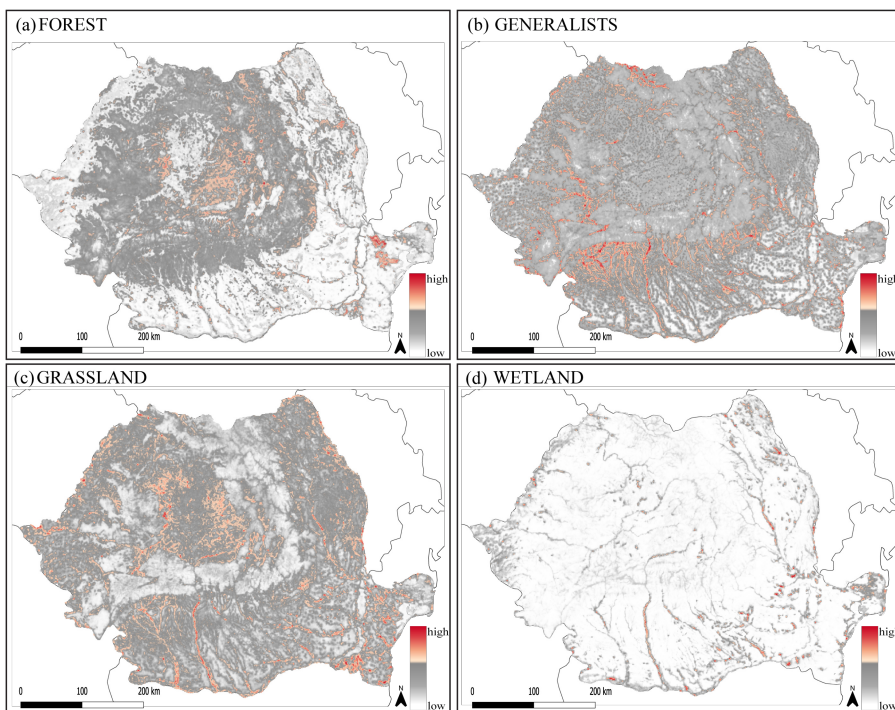 (a) FOREST
high
low
0 100 200 km
N
(b) GENERALISTS
high
low
0 100 200 km
N
(c) GRASSLAND
high
low
0 100 200 km
N
(d) WETLAND
high
low
0 100 200 km
N